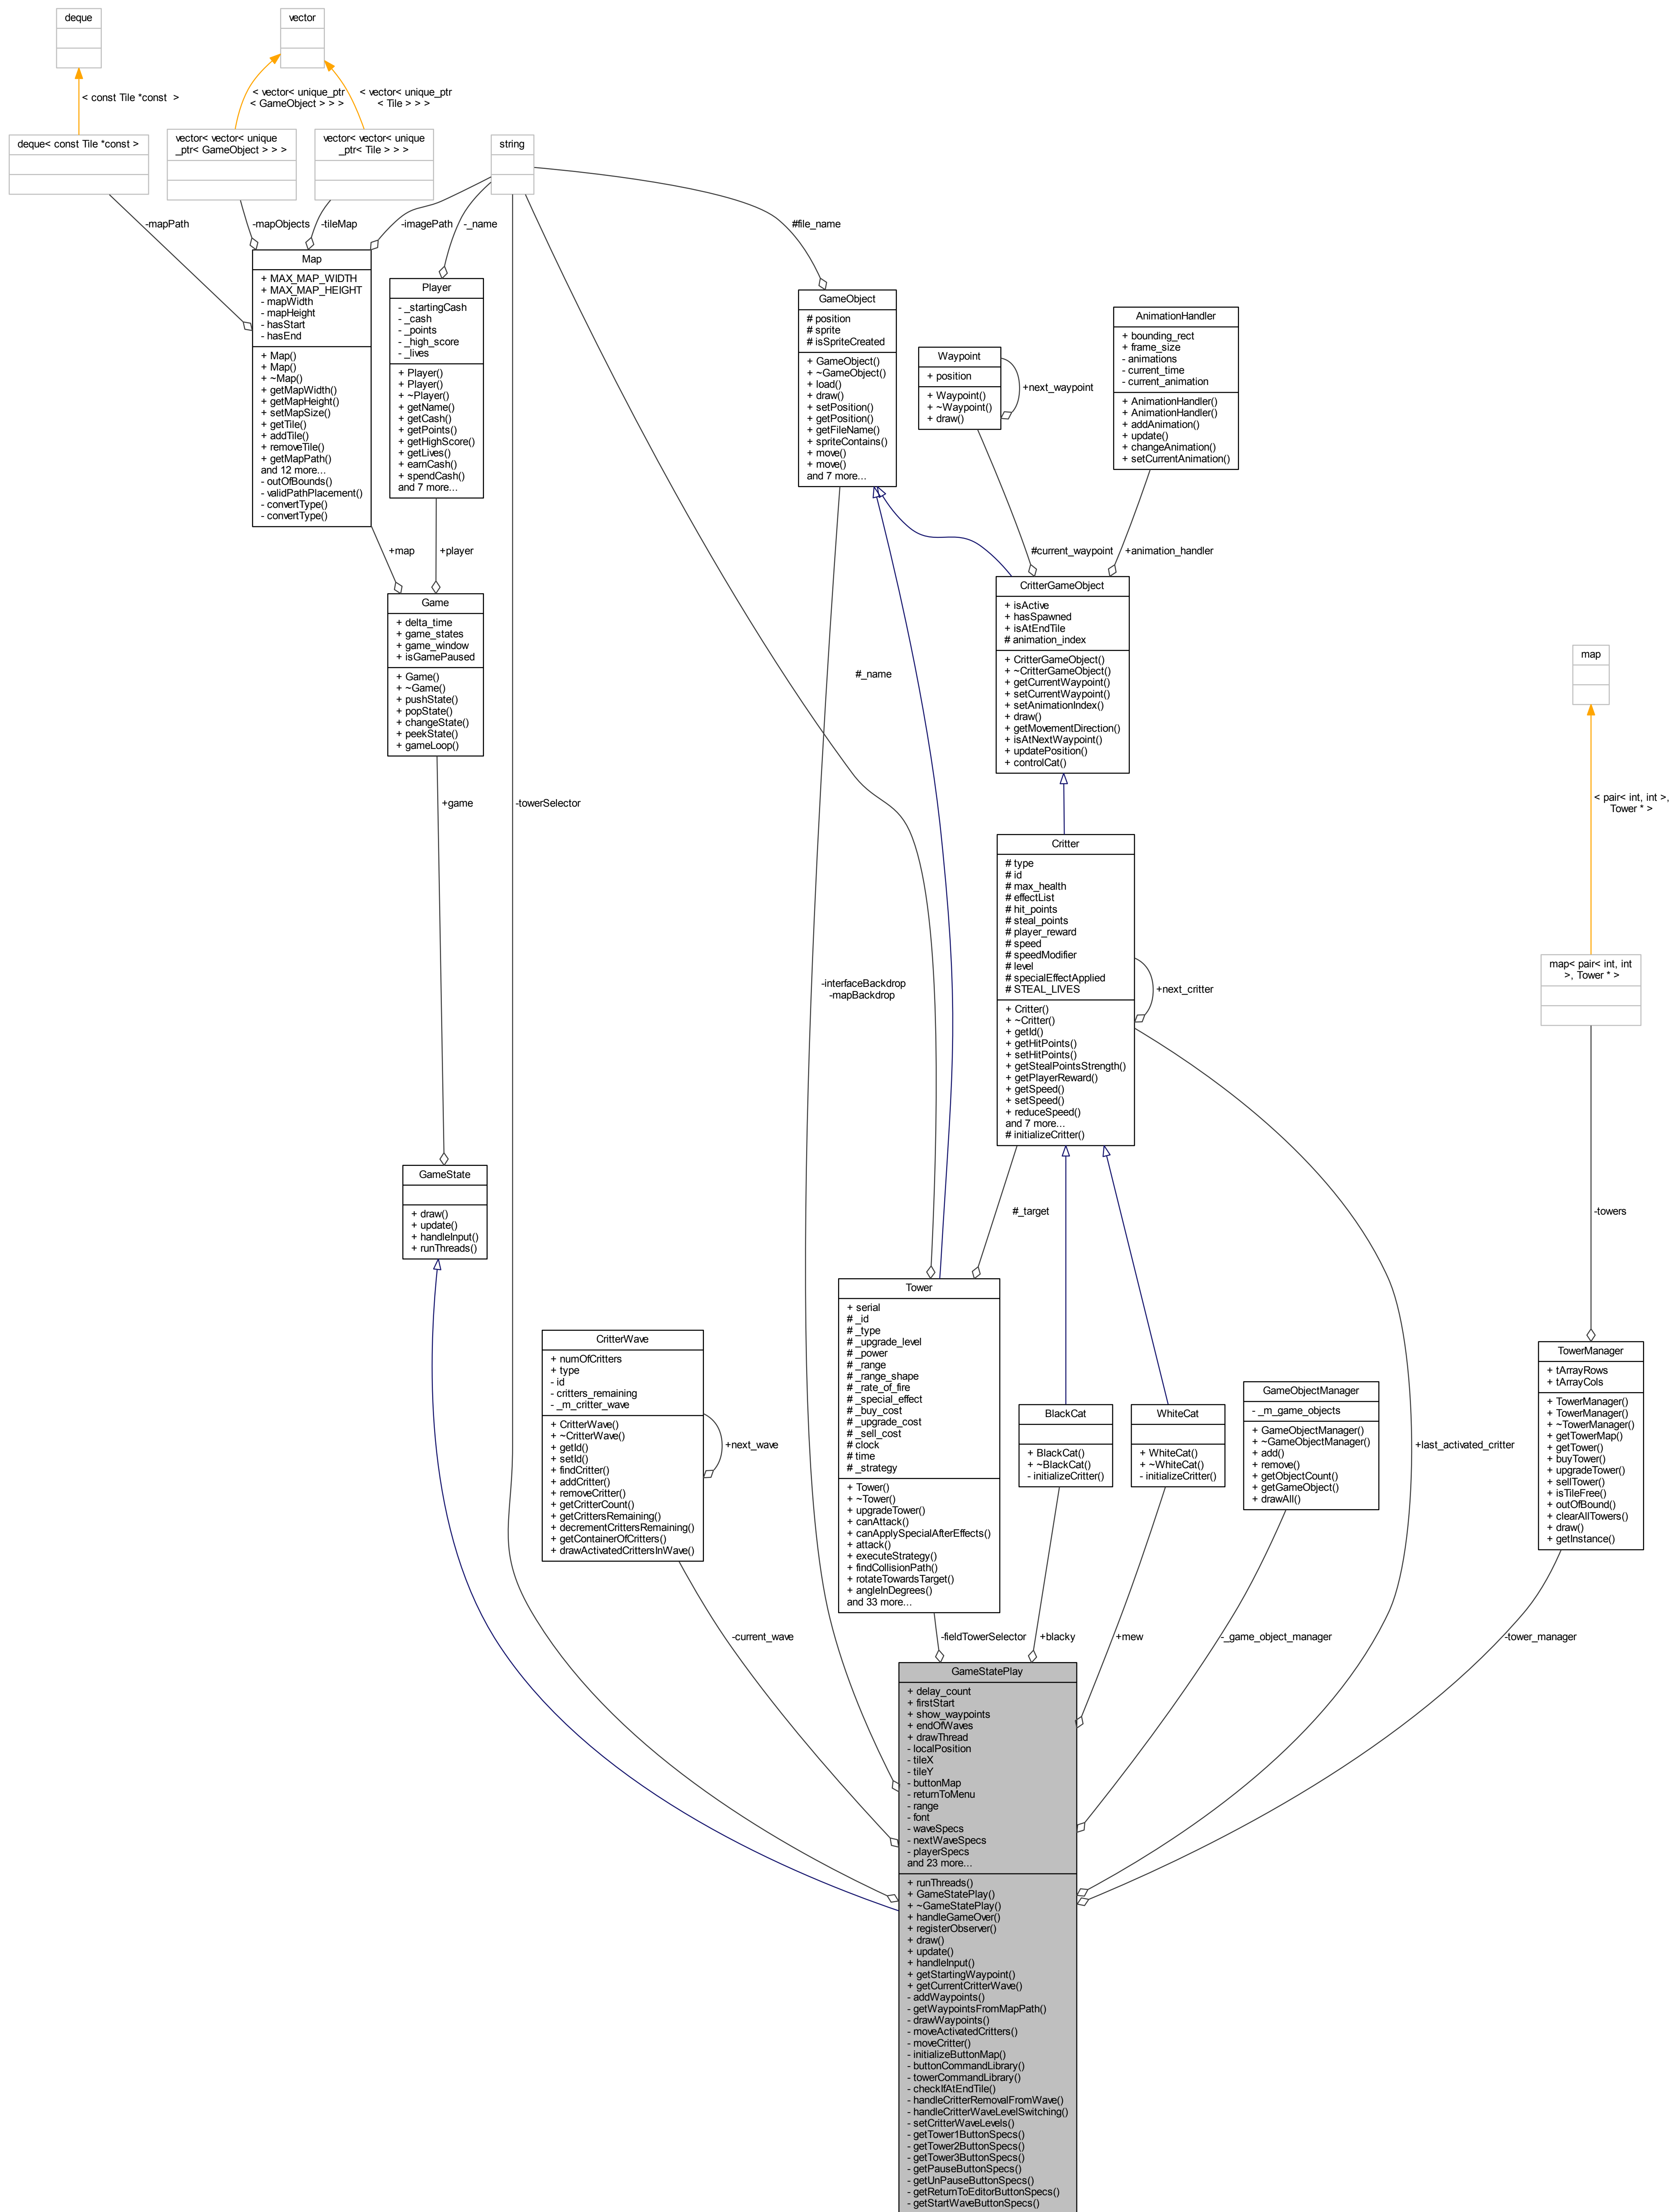 deque
vector
< const Tile *const  >
< vector< unique_ptr
< GameObject > > >
< vector< unique_ptr
< Tile > > >
deque< const Tile *const >
vector< vector< unique
_ptr< GameObject > > >
vector< vector< unique
_ptr< Tile > > >
string
-mapPath
-mapObjects
-tileMap
-imagePath
-_name
#file_name
Map
+ MAX_MAP_WIDTH
+ MAX_MAP_HEIGHT
- mapWidth
- mapHeight
- hasStart
- hasEnd
+ Map()
+ Map()
+ ~Map()
+ getMapWidth()
+ getMapHeight()
+ setMapSize()
+ getTile()
+ addTile()
+ removeTile()
+ getMapPath()
and 12 more...
- outOfBounds()
- validPathPlacement()
- convertType()
- convertType()
Player
- _startingCash
- _cash
- _points
- _high_score
- _lives
+ Player()
+ Player()
+ ~Player()
+ getName()
+ getCash()
+ getPoints()
+ getHighScore()
+ getLives()
+ earnCash()
+ spendCash()
and 7 more...
GameObject
# position
# sprite
# isSpriteCreated
+ GameObject()
+ ~GameObject()
+ load()
+ draw()
+ setPosition()
+ getPosition()
+ getFileName()
+ spriteContains()
+ move()
+ move()
and 7 more...
Waypoint
+ position
+ Waypoint()
+ ~Waypoint()
+ draw()
+next_waypoint
AnimationHandler
+ bounding_rect
+ frame_size
- animations
- current_time
- current_animation
+ AnimationHandler()
+ AnimationHandler()
+ addAnimation()
+ update()
+ changeAnimation()
+ setCurrentAnimation()
+map
+player
#current_waypoint
+animation_handler
Game
+ delta_time
+ game_states
+ game_window
+ isGamePaused
+ Game()
+ ~Game()
+ pushState()
+ popState()
+ changeState()
+ peekState()
+ gameLoop()
CritterGameObject
+ isActive
+ hasSpawned
+ isAtEndTile
# animation_index
+ CritterGameObject()
+ ~CritterGameObject()
+ getCurrentWaypoint()
+ setCurrentWaypoint()
+ setAnimationIndex()
+ draw()
+ getMovementDirection()
+ isAtNextWaypoint()
+ updatePosition()
+ controlCat()
#_name
map
+game
-towerSelector
< pair< int, int >,
Tower * >
Critter
# type
# id
# max_health
# effectList
# hit_points
# steal_points
# player_reward
# speed
# speedModifier
# level
# specialEffectApplied
# STEAL_LIVES
+ Critter()
+ ~Critter()
+ getId()
+ getHitPoints()
+ setHitPoints()
+ getStealPointsStrength()
+ getPlayerReward()
+ getSpeed()
+ setSpeed()
+ reduceSpeed()
and 7 more...
# initializeCritter()
+next_critter
-interfaceBackdrop
-mapBackdrop
map< pair< int, int
>, Tower * >
GameState
+ draw()
+ update()
+ handleInput()
+ runThreads()
#_target
-towers
CritterWave
+ numOfCritters
+ type
- id
- critters_remaining
- _m_critter_wave
+ CritterWave()
+ ~CritterWave()
+ getId()
+ setId()
+ findCritter()
+ addCritter()
+ removeCritter()
+ getCritterCount()
+ getCrittersRemaining()
+ decrementCrittersRemaining()
+ getContainerOfCritters()
+ drawActivatedCrittersInWave()
+next_wave
Tower
+ serial
# _id
# _type
# _upgrade_level
# _power
# _range
# _range_shape
# _rate_of_fire
# _special_effect
# _buy_cost
# _upgrade_cost
# _sell_cost
# clock
# time
# _strategy
+ Tower()
+ ~Tower()
+ upgradeTower()
+ canAttack()
+ canApplySpecialAfterEffects()
+ attack()
+ executeStrategy()
+ findCollisionPath()
+ rotateTowardsTarget()
+ angleInDegrees()
and 33 more...
BlackCat
+ BlackCat()
+ ~BlackCat()
- initializeCritter()
WhiteCat
+ WhiteCat()
+ ~WhiteCat()
- initializeCritter()
GameObjectManager
- _m_game_objects
+ GameObjectManager()
+ ~GameObjectManager()
+ add()
+ remove()
+ getObjectCount()
+ getGameObject()
+ drawAll()
+last_activated_critter
TowerManager
+ tArrayRows
+ tArrayCols
+ TowerManager()
+ TowerManager()
+ ~TowerManager()
+ getTowerMap()
+ getTower()
+ buyTower()
+ upgradeTower()
+ sellTower()
+ isTileFree()
+ outOfBound()
+ clearAllTowers()
+ draw()
+ getInstance()
-current_wave
-fieldTowerSelector
+blacky
+mew
-_game_object_manager
-tower_manager
GameStatePlay
+ delay_count
+ firstStart
+ show_waypoints
+ endOfWaves
+ drawThread
- localPosition
- tileX
- tileY
- buttonMap
- returnToMenu
- range
- font
- waveSpecs
- nextWaveSpecs
- playerSpecs
and 23 more...
+ runThreads()
+ GameStatePlay()
+ ~GameStatePlay()
+ handleGameOver()
+ registerObserver()
+ draw()
+ update()
+ handleInput()
+ getStartingWaypoint()
+ getCurrentCritterWave()
- addWaypoints()
- getWaypointsFromMapPath()
- drawWaypoints()
- moveActivatedCritters()
- moveCritter()
- initializeButtonMap()
- buttonCommandLibrary()
- towerCommandLibrary()
- checkIfAtEndTile()
- handleCritterRemovalFromWave()
- handleCritterWaveLevelSwitching()
- setCritterWaveLevels()
- getTower1ButtonSpecs()
- getTower2ButtonSpecs()
- getTower3ButtonSpecs()
- getPauseButtonSpecs()
- getUnPauseButtonSpecs()
- getReturnToEditorButtonSpecs()
- getStartWaveButtonSpecs()